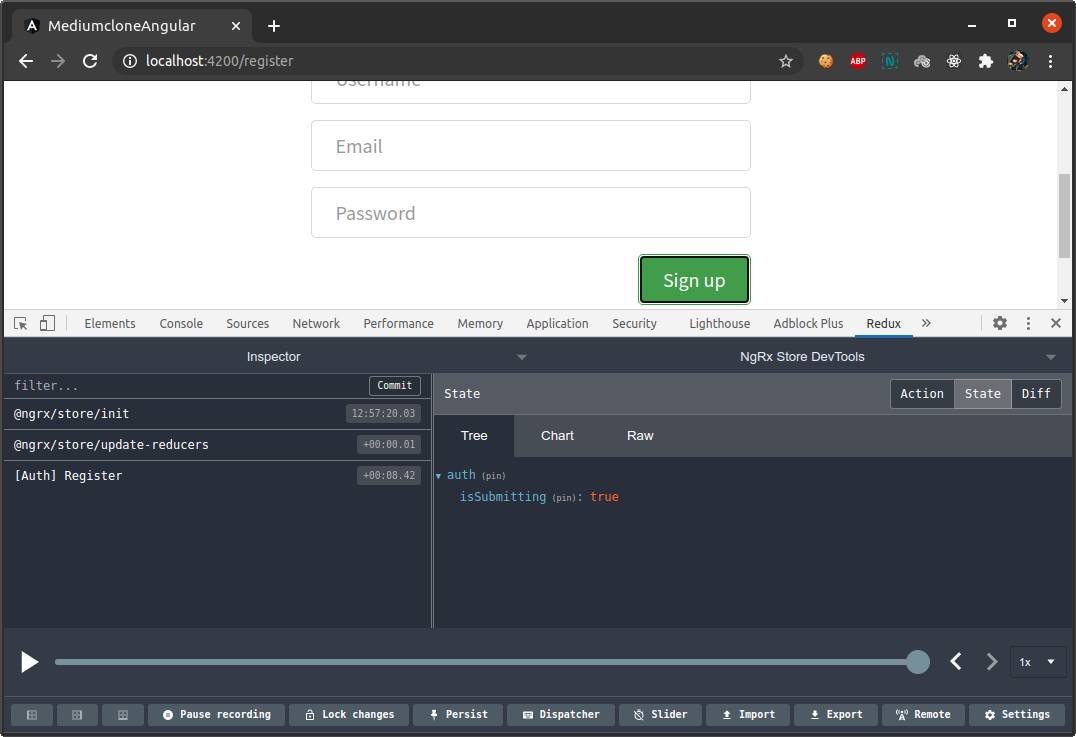 MediumcloneAngular
localhost:4200/register
ABP
N
Username
Email
Password
Sign up
Elements Console Sources Network Performance Memory Application Security Lighthouse Adblock Plus Redux »
Inspector NgRx Store DevTools
filter... Commit
State Action State Diff
@ngrx/store/init 12:57:20.03
Tree Chart Raw
@ngrx/store/update-reducers +00:00.01
[Auth] Register +00:08.42
auth (pin)
isSubmitting (pin): true
1x
Pause recording Lock changes Persist Dispatcher Slider Import Export Remote Settings